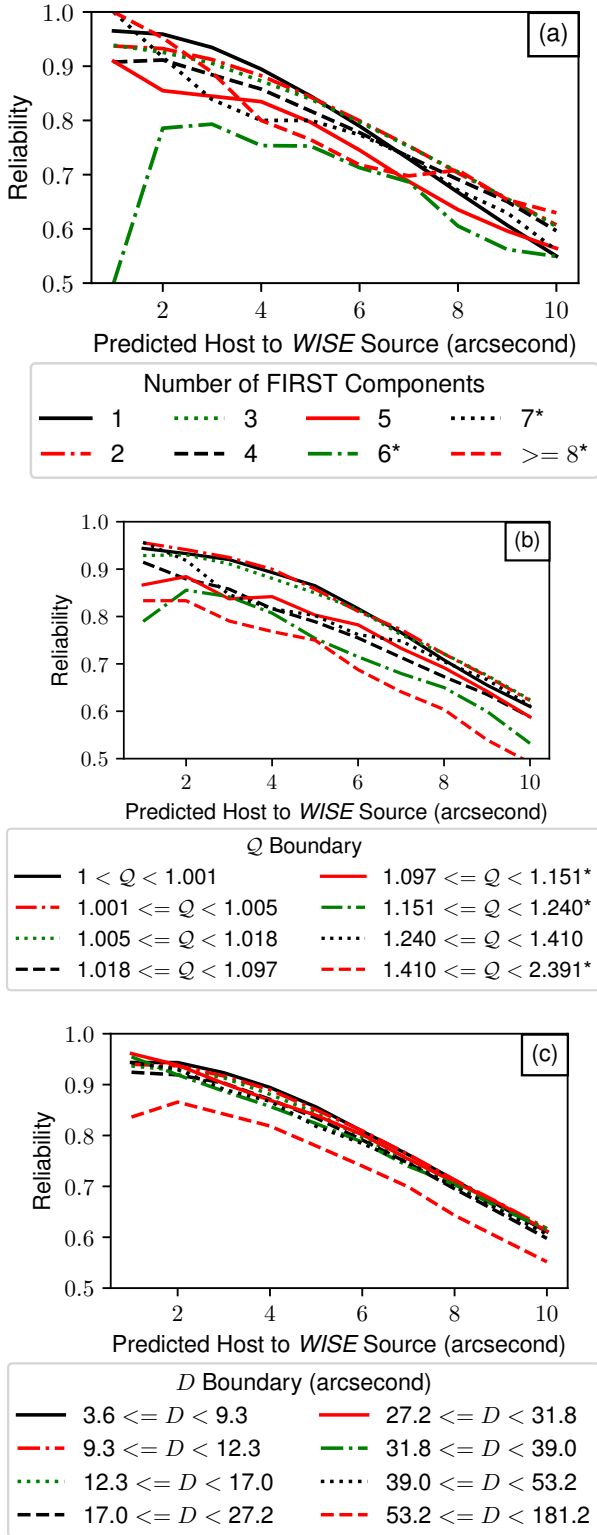 (a)
1.0
0.9
0.8
0.7
0.6
0.5
Reliability
2 4 6 8 10
Predicted Host to WISE Source (arcsecond)
Number of FIRST Components
1 3 5 7*
2 4 6* >= 8*
(b)
1.0
0.9
0.8
0.7
0.6
0.5
Reliability
2 4 6 8 10
Predicted Host to WISE Source (arcsecond)
𝒬 Boundary
1 < 𝒬 < 1.001 1.097 <= 𝒬 < 1.151*
1.001 <= 𝒬 < 1.005 1.151 <= 𝒬 < 1.240*
1.005 <= 𝒬 < 1.018 1.240 <= 𝒬 < 1.410
1.018 <= 𝒬 < 1.097 1.410 <= 𝒬 < 2.391*
(c)
1.0
0.9
0.8
0.7
0.6
0.5
Reliability
2 4 6 8 10
Predicted Host to WISE Source (arcsecond)
D Boundary (arcsecond)
3.6 <= D < 9.3 27.2 <= D < 31.8
9.3 <= D < 12.3 31.8 <= D < 39.0
12.3 <= D < 17.0 39.0 <= D < 53.2
17.0 <= D < 27.2 53.2 <= D < 181.2